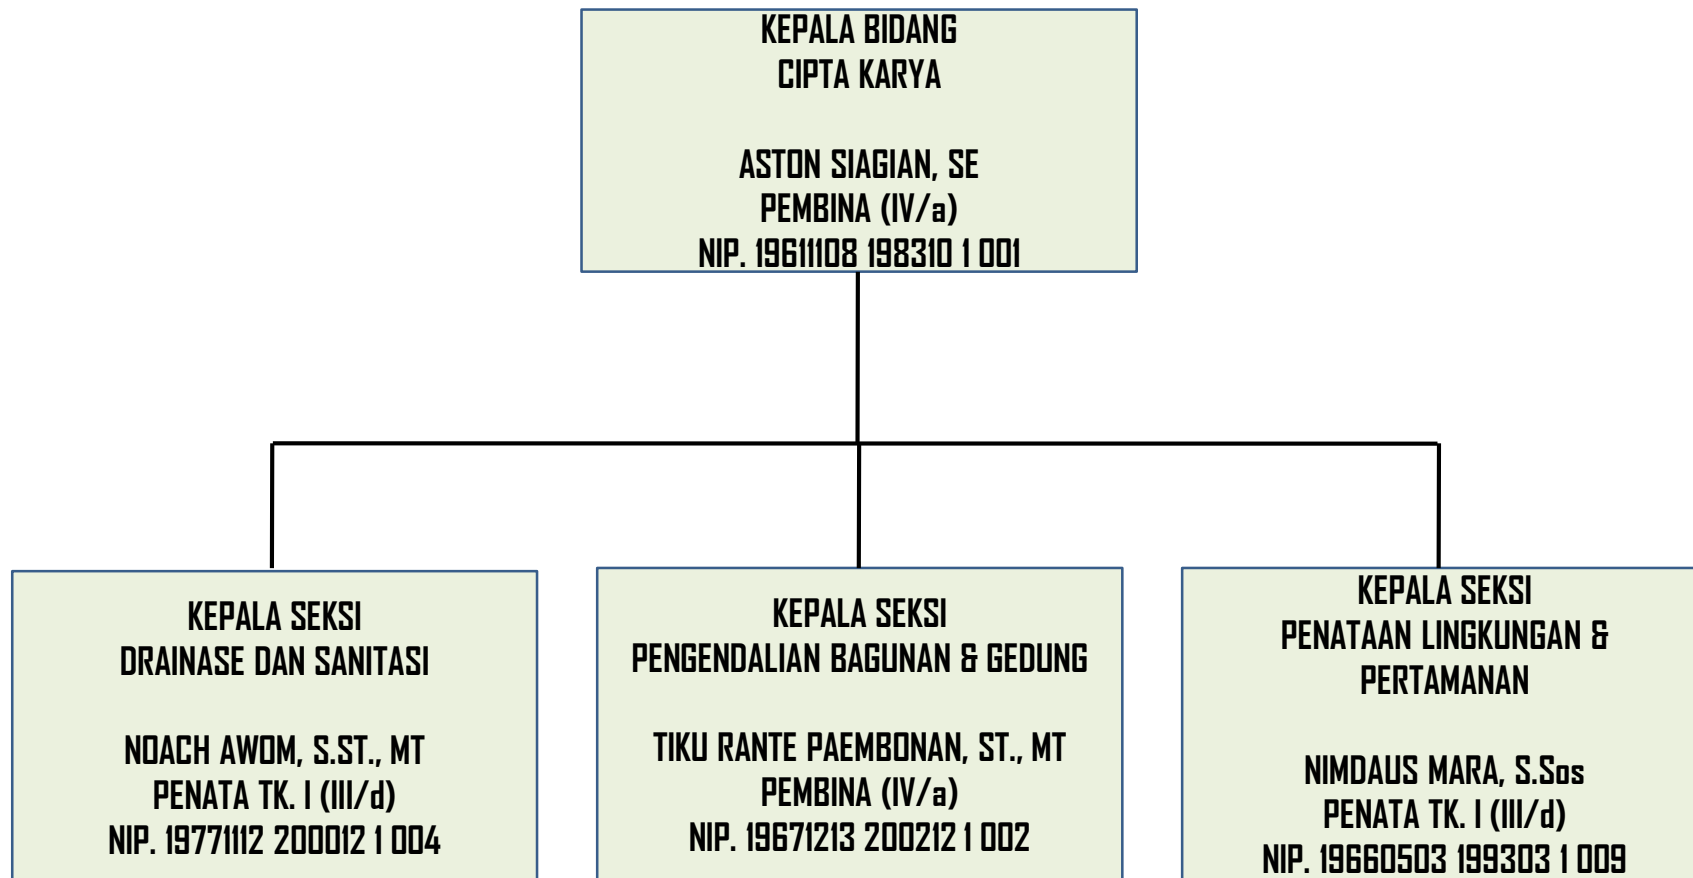 KEPALA BIDANG
CIPTA KARYA
ASTON SIAGIAN, SE
PEMBINA (IV/a)
NIP. 19611108 198310 1 001
KEPALA SEKSI
DRAINASE DAN SANITASI
NOACH AWOM, S.ST., MT
PENATA TK. I (III/d)
NIP. 19771112 200012 1 004
KEPALA SEKSI
PENGENDALIAN BAGUNAN & GEDUNG
TIKU RANTE PAEMBONAN, ST., MT
PEMBINA (IV/a)
NIP. 19671213 200212 1 002
KEPALA SEKSI
PENATAAN LINGKUNGAN &
PERTAMANAN
NIMDAUS MARA, S.Sos
PENATA TK. I (III/d)
NIP. 19660503 199303 1 009